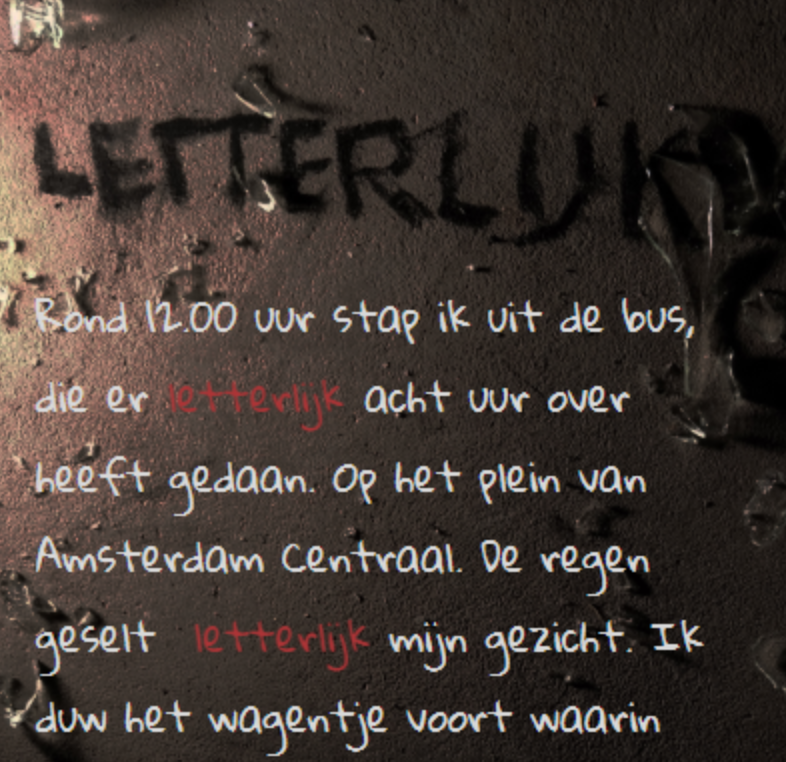 LETTERLIJK
Rond 12.00 uur stap ik uit de bus,
die er letterlijk acht uur over
heeft gedaan. Op het plein van
Amsterdam Centraal. De regen
geselt letterlijk mijn gezicht. Ik
duw het wagentje voort waarin